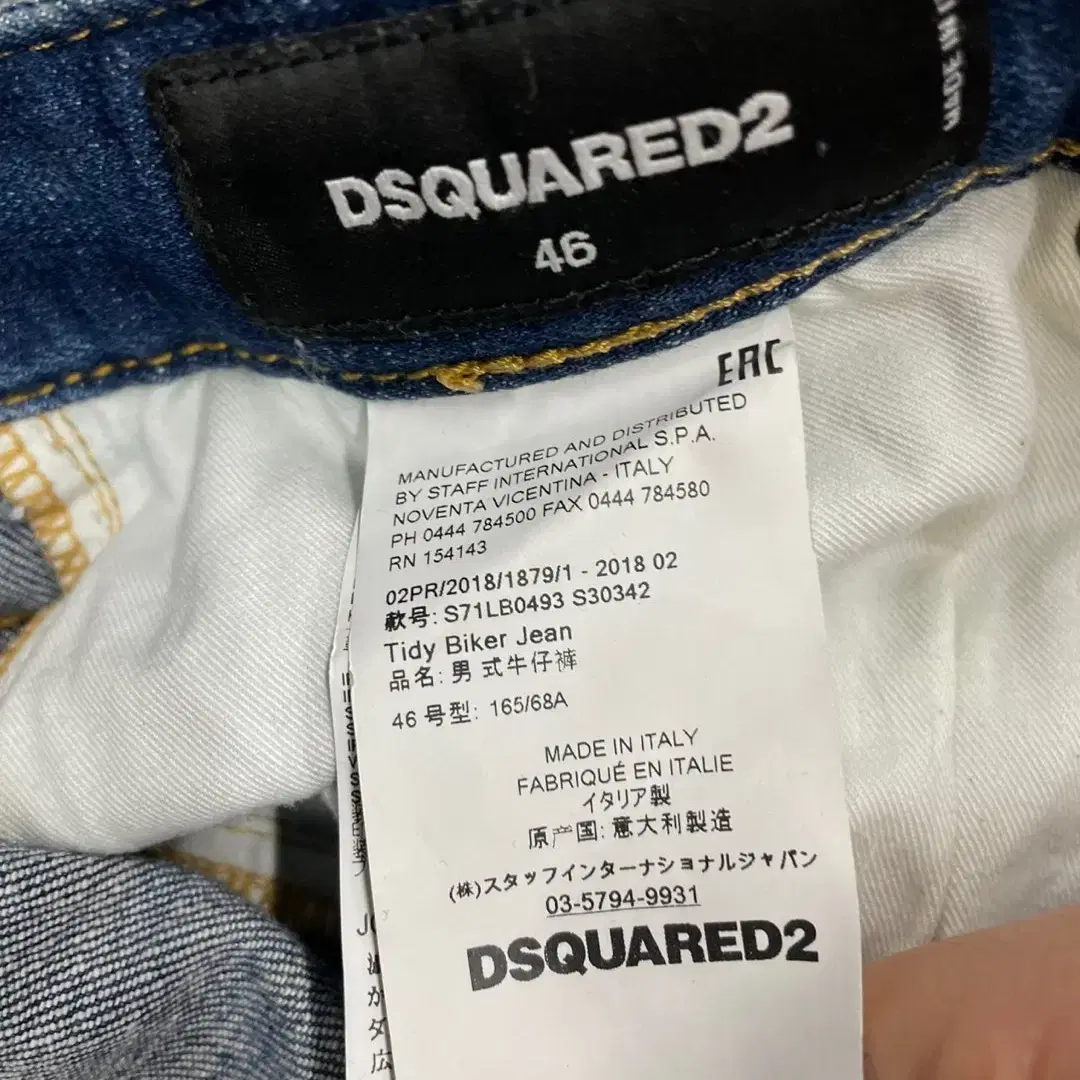 DSQUARED2
46
MADE IN
EAC
MANUFACTURED AND DISTRIBUTED
BY STAFF INTERNATIONAL S.P.A.
NOVENTA VICENTINA - ITALY
PH 0444 784500 FAX 0444 784580
RN 154143
02PR/2018/1879/1 - 2018 02
款号: S71LB0493 S30342
Tidy Biker Jean
品名: 男式牛仔裤
46 号型: 165/68A
MADE IN ITALY
FABRIQUÉ EN ITALIE
イタリア製
原产国: 意大利製造
(株)スタッフインターナショナルジャパン
03-5794-9931
DSQUARED2